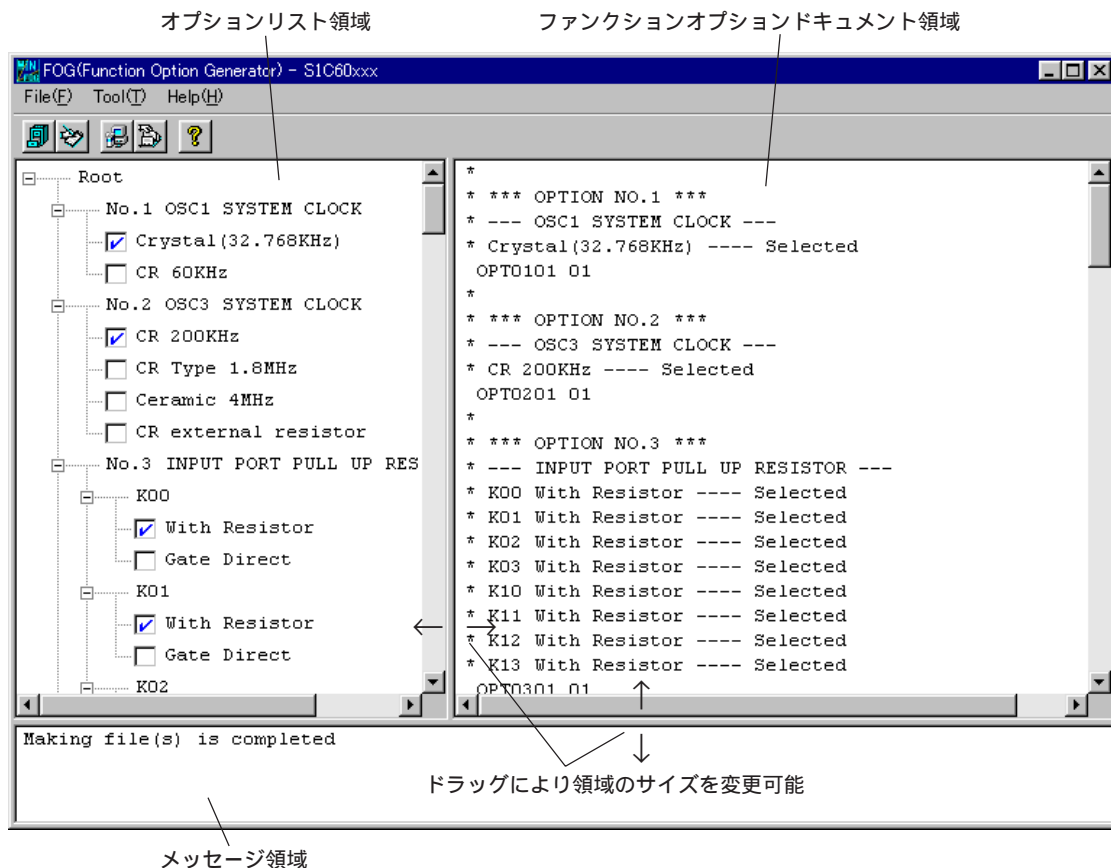 オプションリスト領域
ファンクションオプションドキュメント領域
FOG(Function Option Generator) - S1C60xxx
File(F) Tool(T) Help(H)
Root
No.1 OSC1 SYSTEM CLOCK
Crystal(32.768KHz)
CR 60KHz
No.2 OSC3 SYSTEM CLOCK
CR 200KHz
CR Type 1.8MHz
Ceramic 4MHz
CR external resistor
No.3 INPUT PORT PULL UP RES
K00
With Resistor
Gate Direct
K01
With Resistor
Gate Direct
K02
*
* *** OPTION NO.1 ***
* --- OSC1 SYSTEM CLOCK ---
* Crystal(32.768KHz) ---- Selected
OPT0101 01
*
* *** OPTION NO.2 ***
* --- OSC3 SYSTEM CLOCK ---
* CR 200KHz ---- Selected
OPT0201 01
*
* *** OPTION NO.3 ***
* --- INPUT PORT PULL UP RESISTOR ---
* K00 With Resistor ---- Selected
* K01 With Resistor ---- Selected
* K02 With Resistor ---- Selected
* K03 With Resistor ---- Selected
* K10 With Resistor ---- Selected
* K11 With Resistor ---- Selected
* K12 With Resistor ---- Selected
* K13 With Resistor ---- Selected
OPT0301 01
Making file(s) is completed
ドラッグにより領域のサイズを変更可能
メッセージ領域